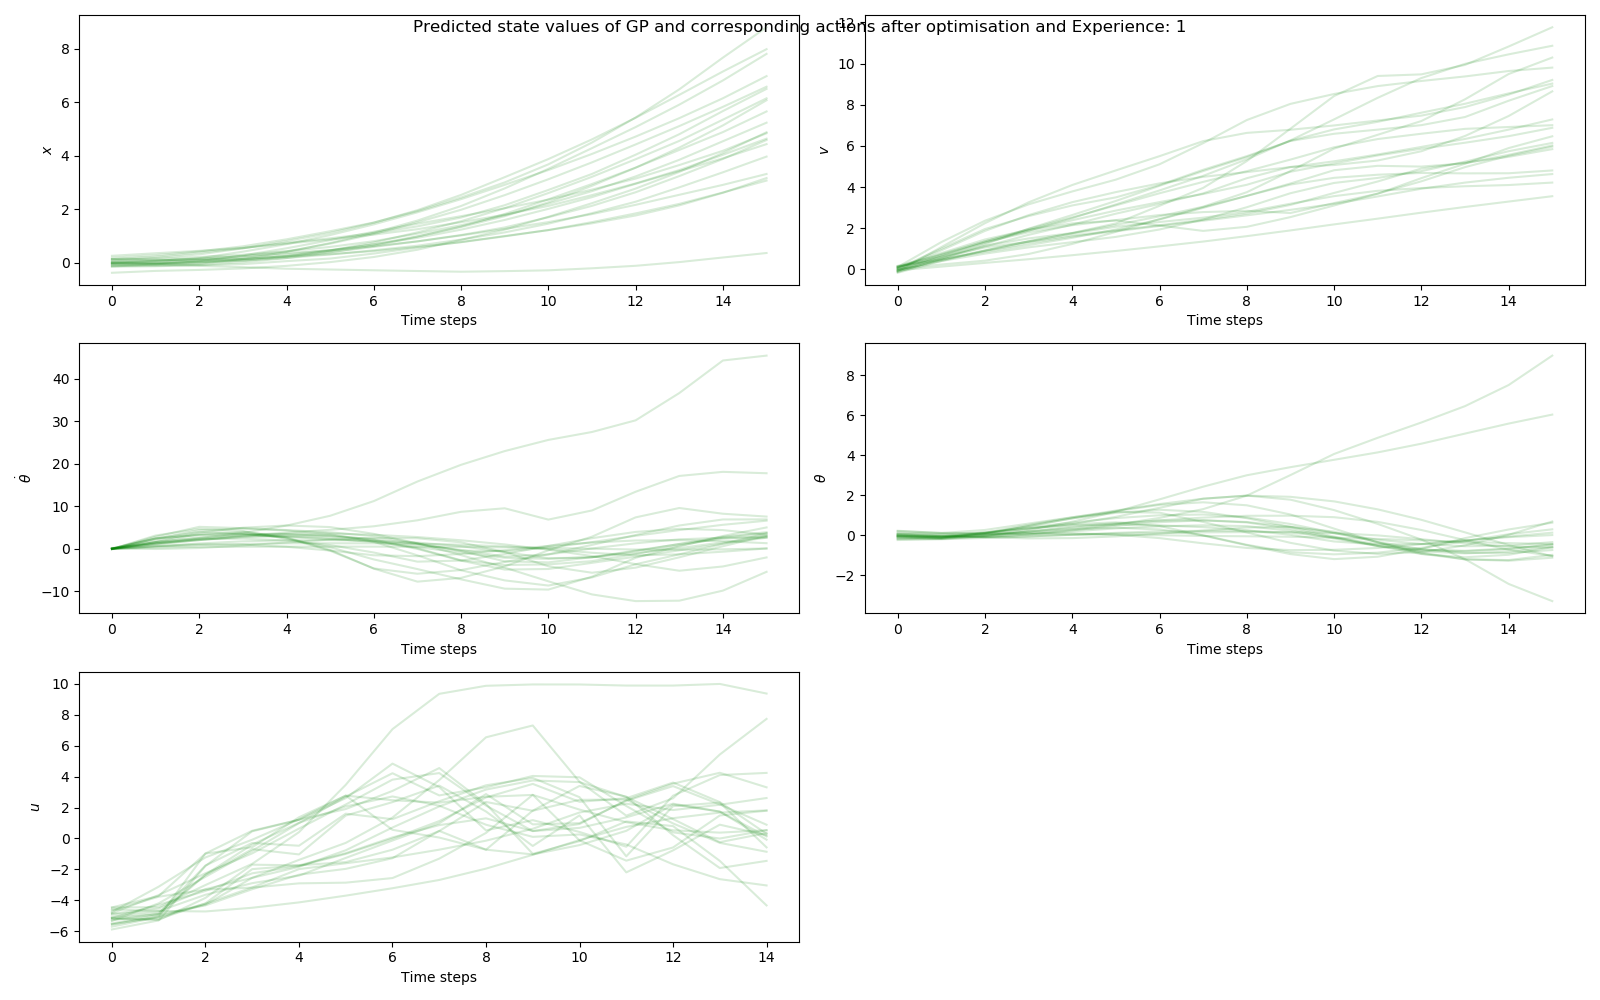 Predicted state values of GP and corresponding actions after optimisation and Experience: 1
8
6
4
2
0
x
0 2 4 6 8 10 12 14
Time steps
12
10
8
6
4
2
0
v
0 2 4 6 8 10 12 14
Time steps
40
30
20
10
0
−10
θ̇
0 2 4 6 8 10 12 14
Time steps
8
6
4
2
0
−2
θ
0 2 4 6 8 10 12 14
Time steps
10
8
6
4
2
0
−2
−4
−6
u
0 2 4 6 8 10 12 14
Time steps